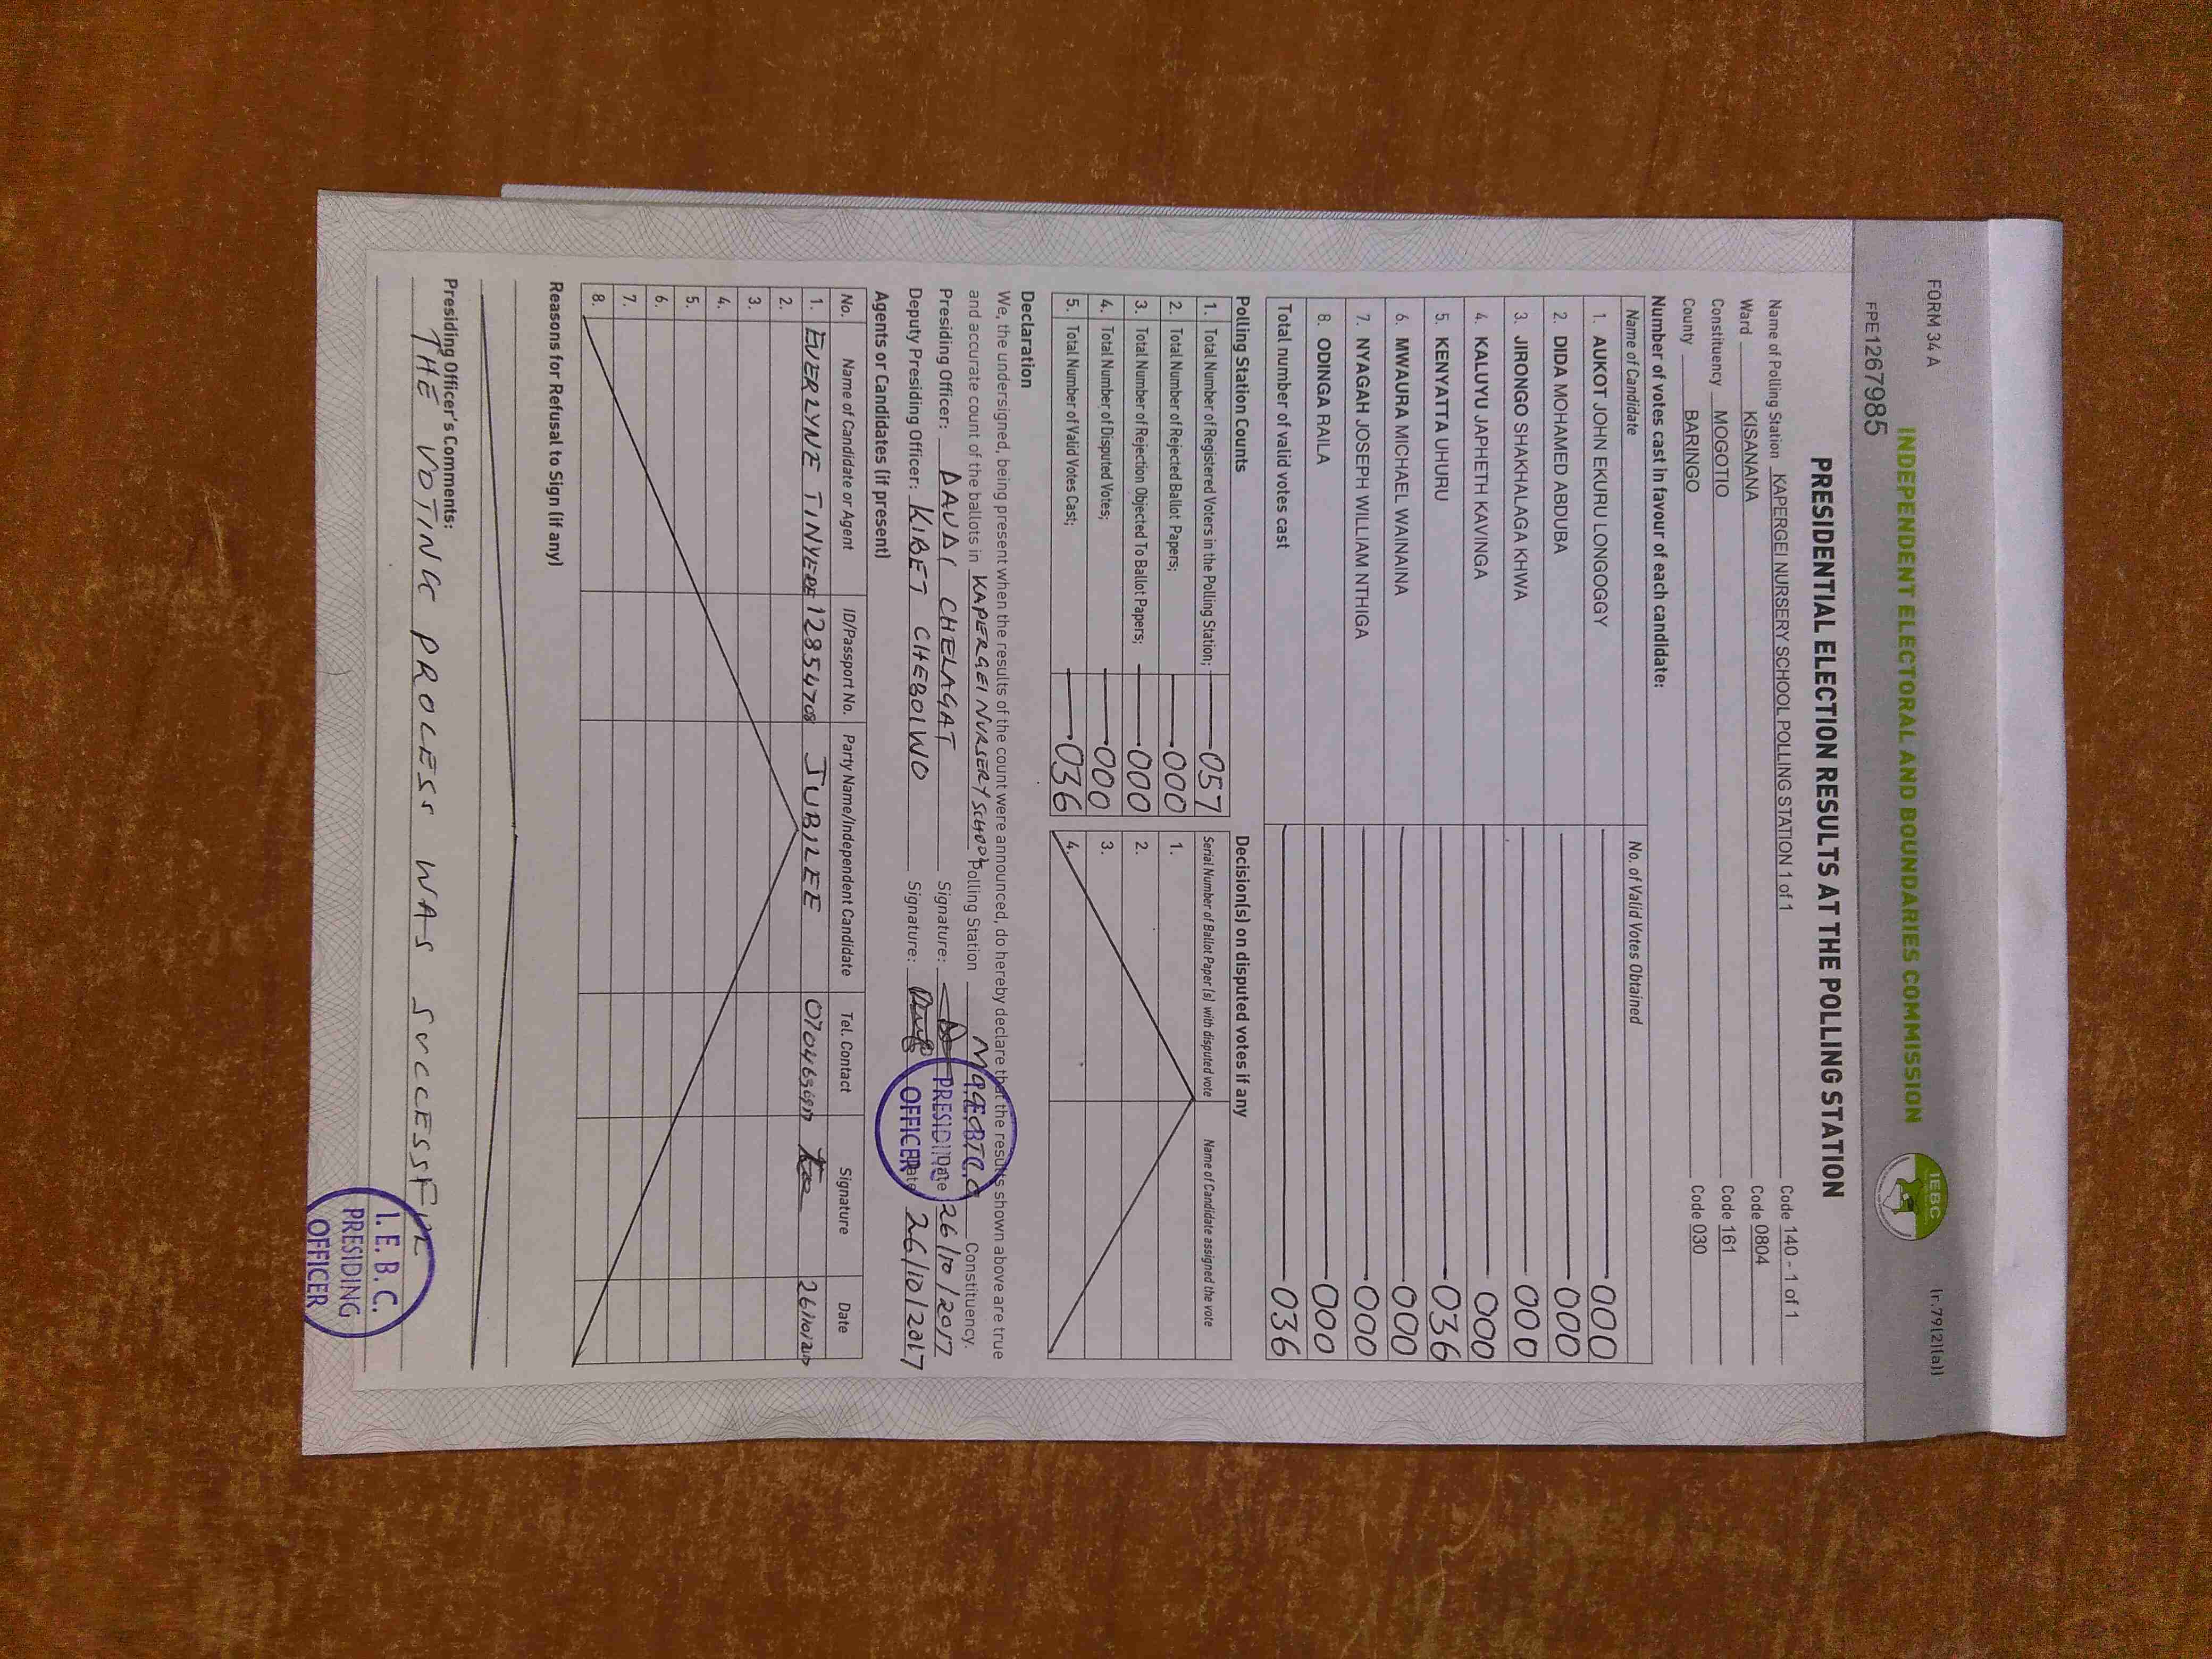 FORM 34 A
(r.79(2)(a))
INDEPENDENT ELECTORAL AND BOUNDARIES COMMISSION
IEBC
FPE1267985
PRESIDENTIAL ELECTION RESULTS AT THE POLLING STATION
Name of Polling Station KAPERGEI NURSERY SCHOOL POLLING STATION 1 of 1 Code 140 - 1 of 1
Ward KISANANA Code 0804
Constituency MOGOTIO Code 161
County BARINGO Code 030
Number of votes cast in favour of each candidate:
Name of Candidate No. of Valid Votes Obtained
1. AUKOT JOHN EKURU LONGOGGY 000
2. DIDA MOHAMED ABDUBA 000
3. JIRONGO SHAKHALAGA KHWA 000
4. KALUYU JAPHETH KAVINGA 000
5. KENYATTA UHURU 036
6. MWAURA MICHAEL WAINAINA 000
7. NYAGAH JOSEPH WILLIAM NTHIGA 000
8. ODINGA RAILA 000
Total number of valid votes cast 036
Polling Station Counts
1. Total Number of Registered Voters in the Polling Station; 057
2. Total Number of Rejected Ballot Papers; 000
3. Total Number of Rejection Objected To Ballot Papers; 000
4. Total Number of Disputed Votes; 000
5. Total Number of Valid Votes Cast; 036
Decision(s) on disputed votes if any
Serial Number of Ballot Paper(s) with disputed vote Name of Candidate assigned the vote
1.
2.
3.
4.
Declaration
We, the undersigned, being present when the results of the count were announced, do hereby declare that the results shown above are true
and accurate count of the ballots in KAPERGEI NURSERY SCHOOL Polling Station Constituency.
Presiding Officer: DAUDI CHELAGAT Signature: Date 26/10/2017
Deputy Presiding Officer: KIBET CHEBOIWO Signature: Date 26/10/2017
PRESIDING
OFFICER
Agents or Candidates (if present)
No. Name of Candidate or Agent ID/Passport No. Party Name/Independent Candidate Tel. Contact Signature Date
1. EVERLYNE 12854708 JUBILEE
2.
3.
4.
5.
6.
7.
8.
Reasons for Refusal to Sign (if any)
Presiding Officer's Comments:
THE VOTING PROCESS WAS SUCCESSFUL
I.E.B.C.
PRESIDING
OFFICER